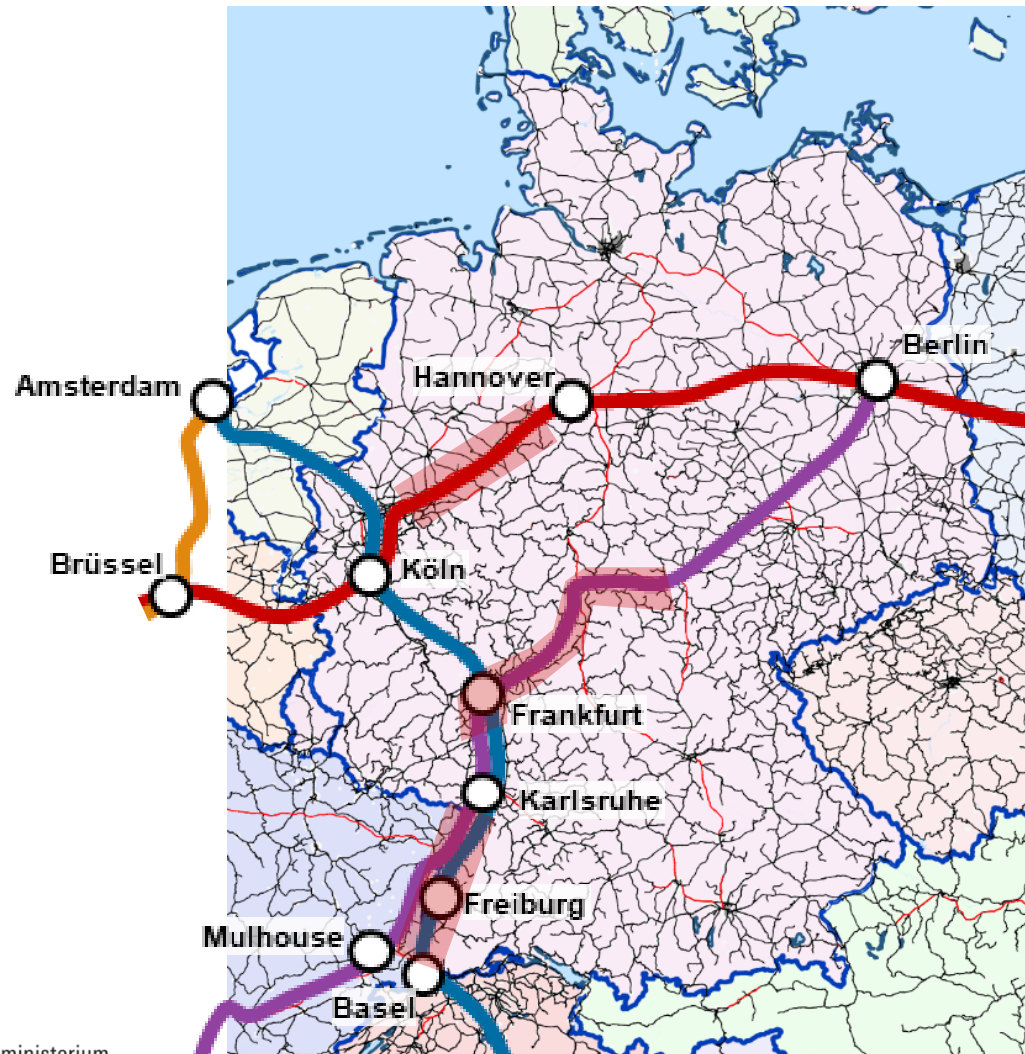 Berlin
Hannover
Amsterdam
Brüssel
Köln
Frankfurt
Karlsruhe
Freiburg
Mulhouse
Basel
ministerium